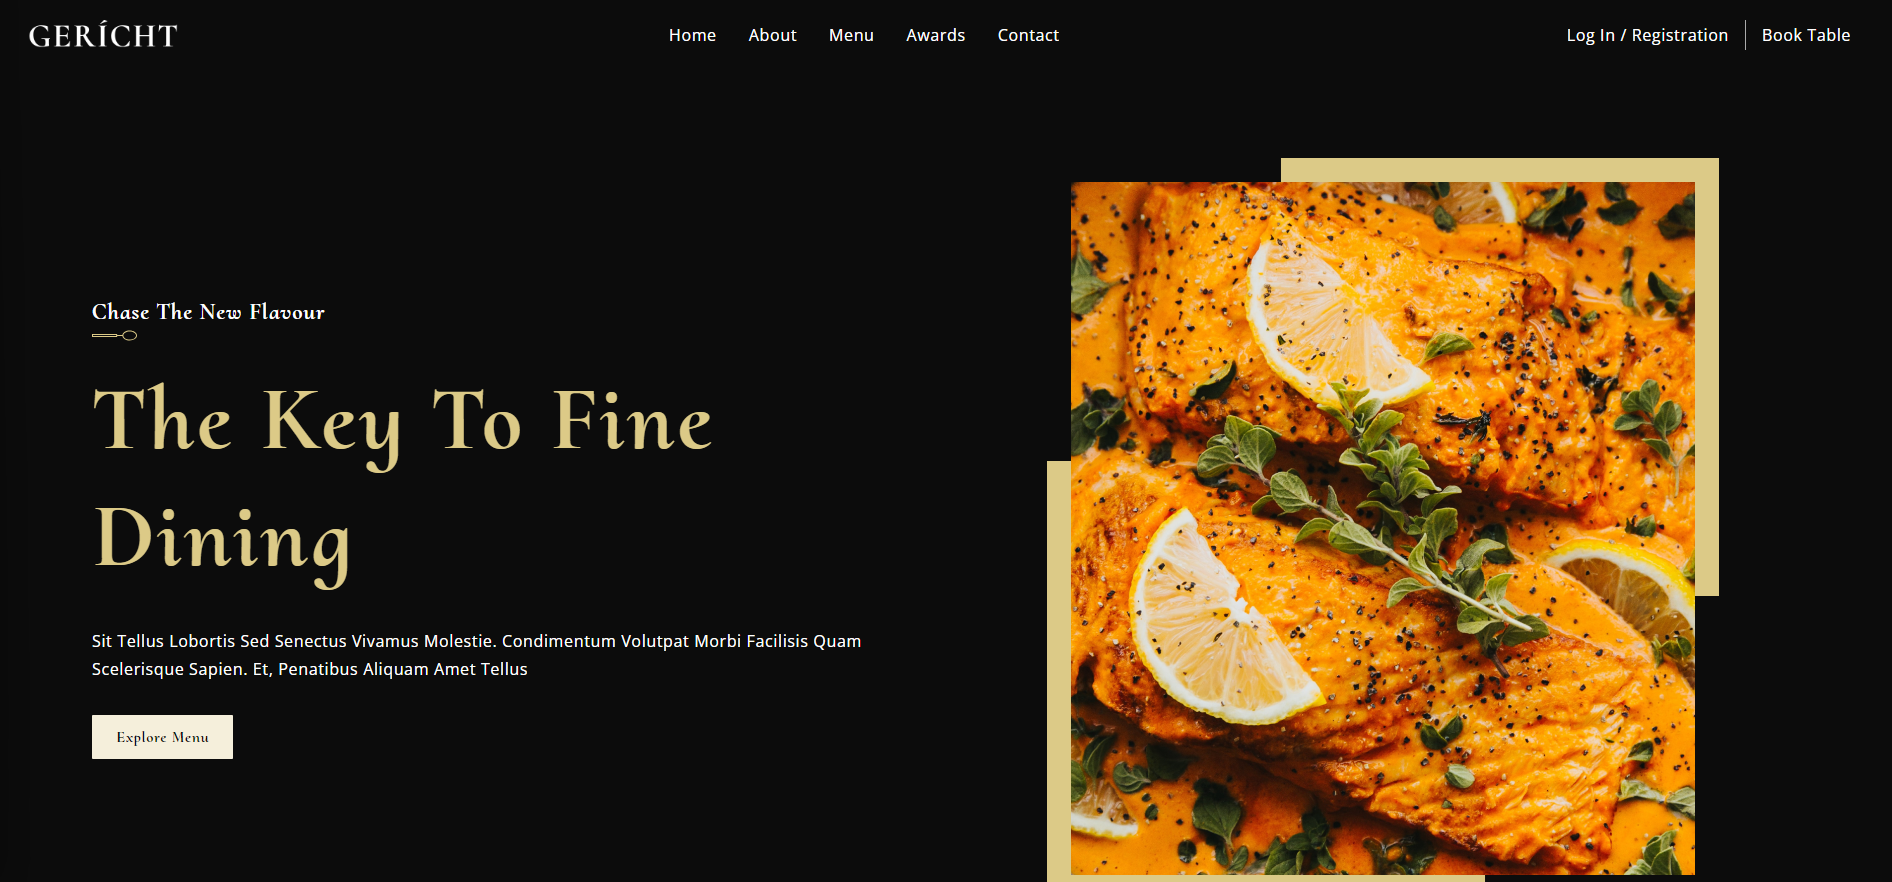 GERÍCHT
Home About Menu Awards Contact
Log In / Registration Book Table
Chase The New Flavour
The Key To Fine
Dining
Sit Tellus Lobortis Sed Senectus Vivamus Molestie. Condimentum Volutpat Morbi Facilisis Quam
Scelerisque Sapien. Et, Penatibus Aliquam Amet Tellus
Explore Menu